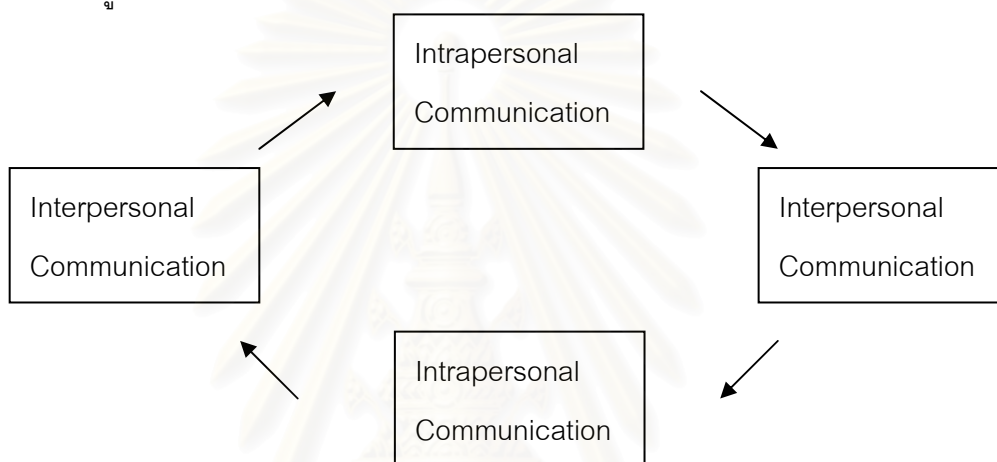 Intrapersonal
Communication
Interpersonal
Communication
Interpersonal
Communication
Intrapersonal
Communication